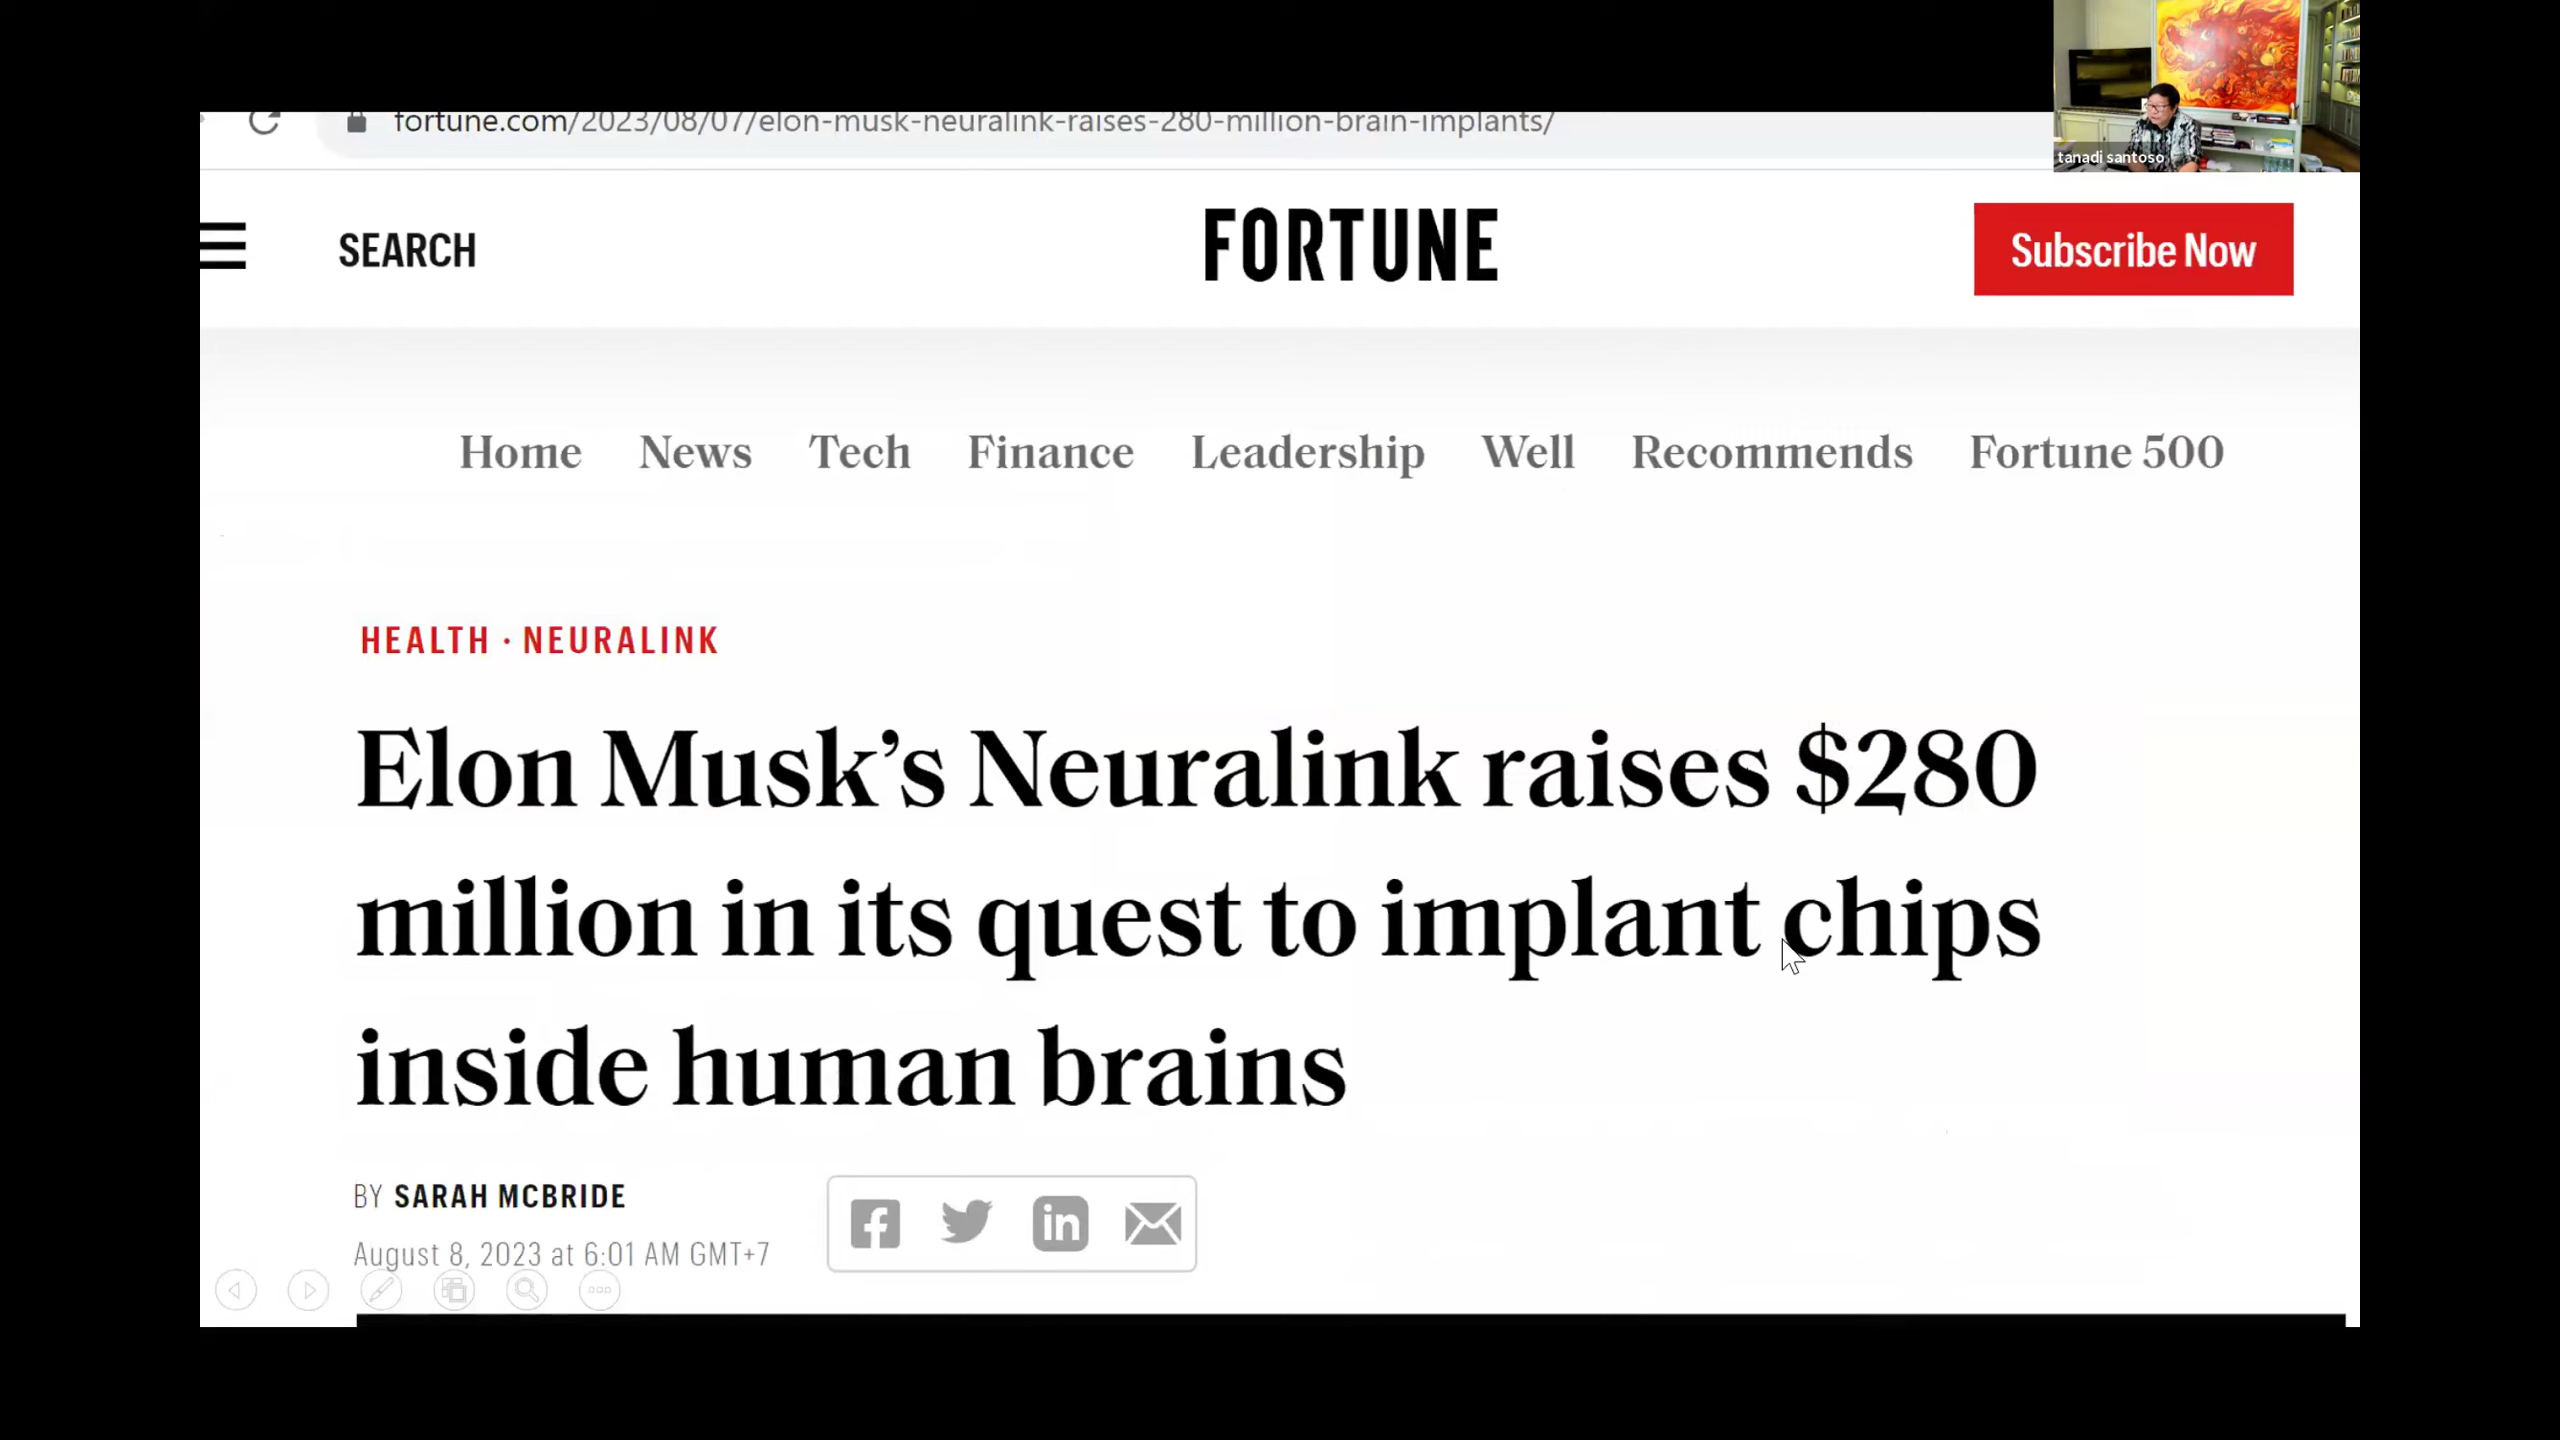 tanadi santoso
fortune.com/2023/08/07/elon-musk-neuralink-raises-280-million-brain-implants/
SEARCH
FORTUNE
Subscribe Now
Home News Tech Finance Leadership Well Recommends Fortune 500
HEALTH · NEURALINK
Elon Musk’s Neuralink raises $280
million in its quest to implant chips
inside human brains
BY SARAH MCBRIDE
August 8, 2023 at 6:01 AM GMT+7